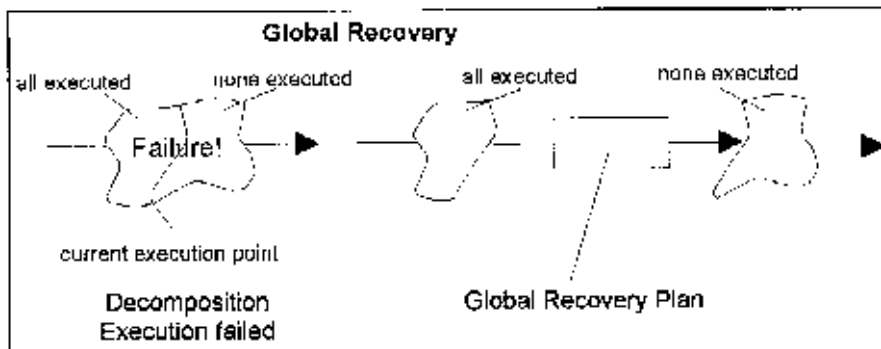 Global Recovery
all executed
none executed
all executed
none executed
Failure!
current execution point
Decomposition
Execution failed
Global Recovery Plan